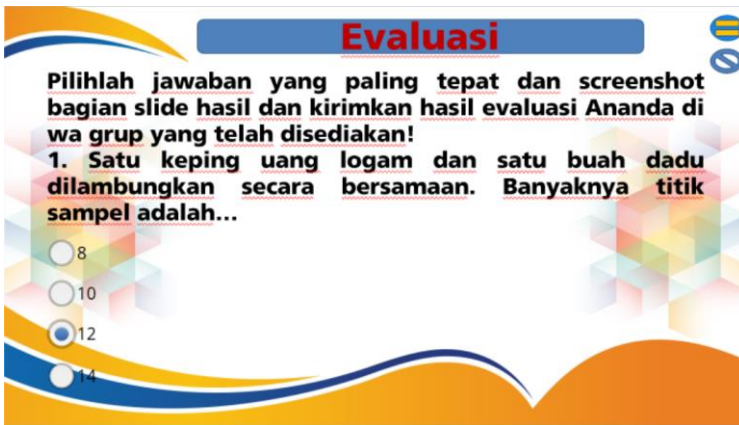 Evaluasi
Pilihlah jawaban yang paling tepat dan screenshot
bagian slide hasil dan kirimkan hasil evaluasi Ananda di
wa grup yang telah disediakan!
1. Satu keping uang logam dan satu buah dadu
dilambungkan secara bersamaan. Banyaknya titik
sampel adalah...
8
10
12
14